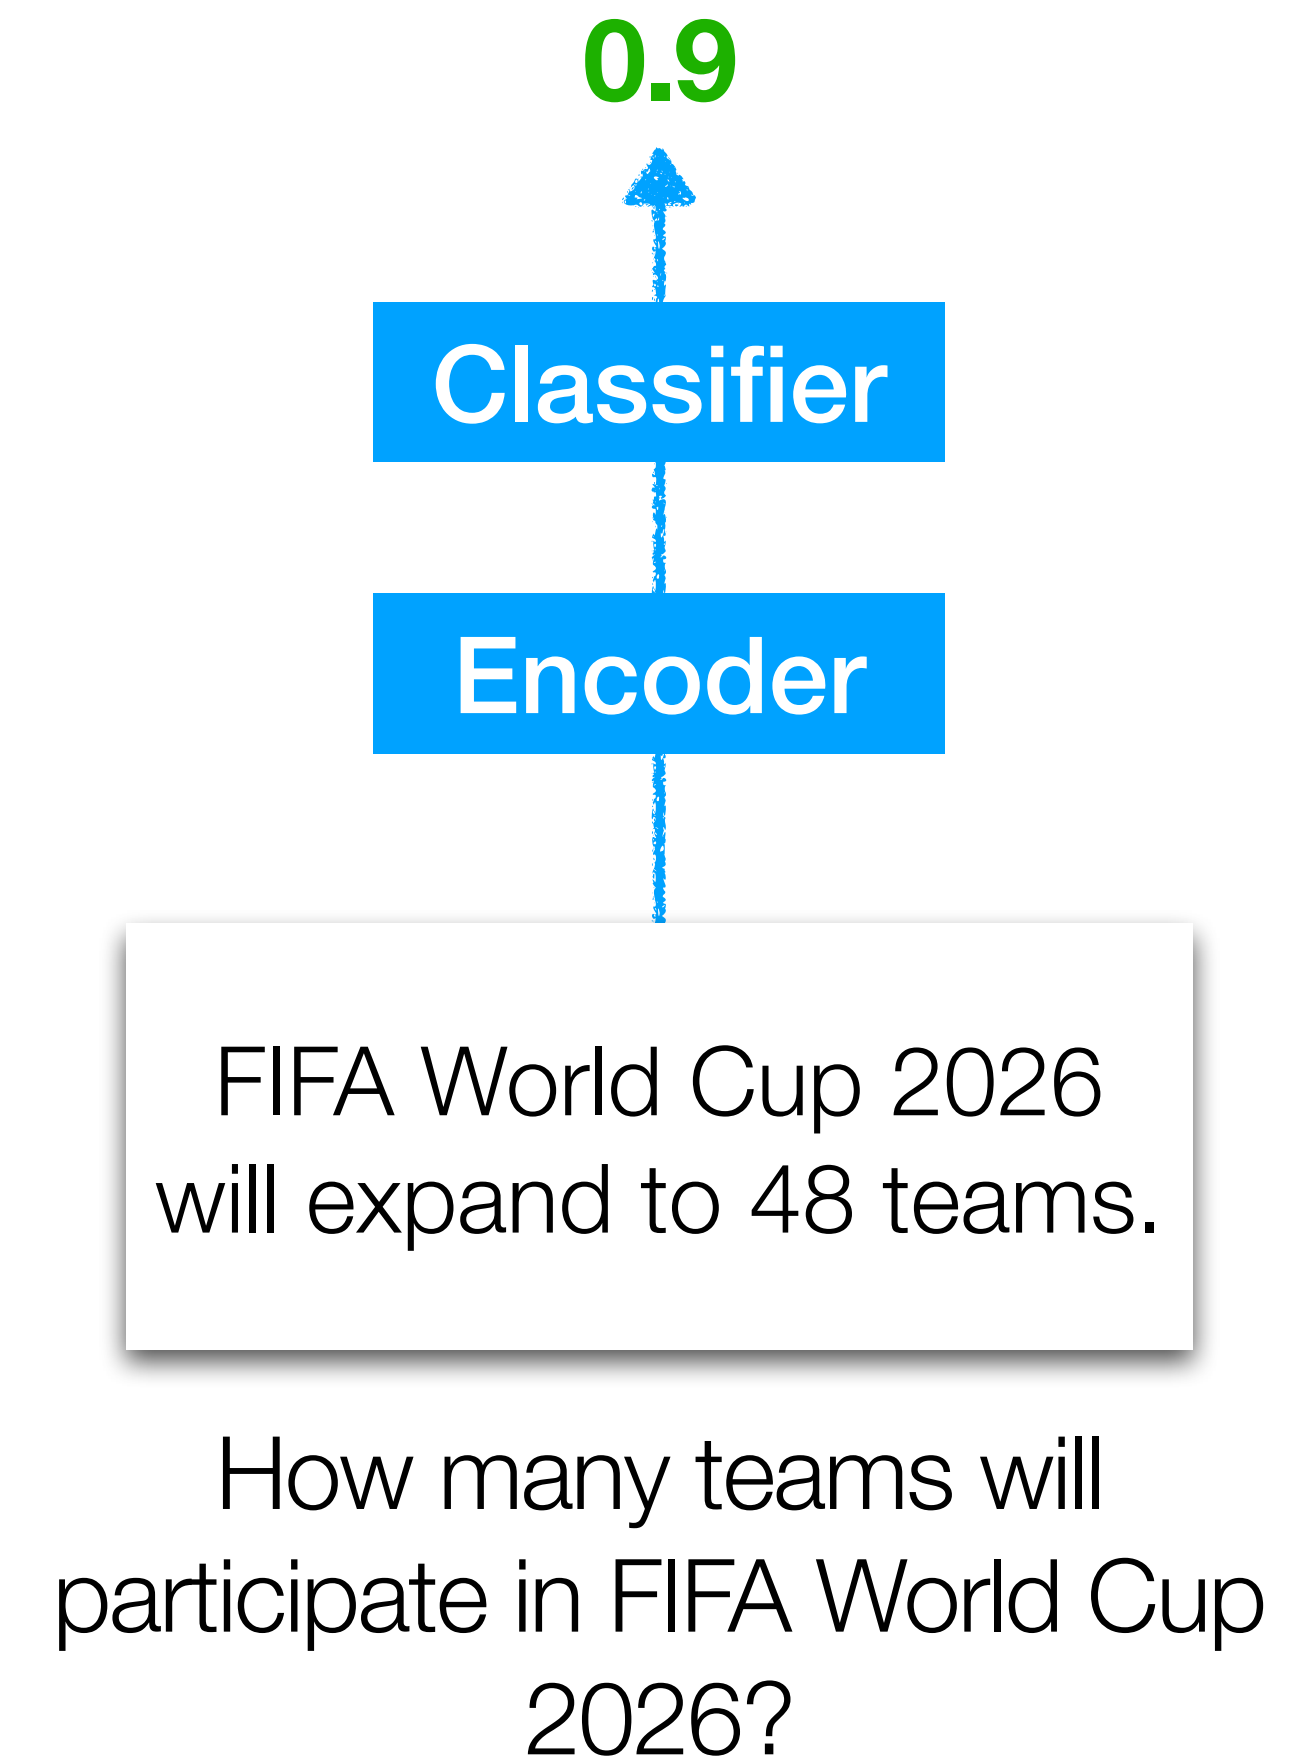 0.9
Classifier
Encoder
FIFA World Cup 2026
will expand to 48 teams.
How many teams will
participate in FIFA World Cup
2026?